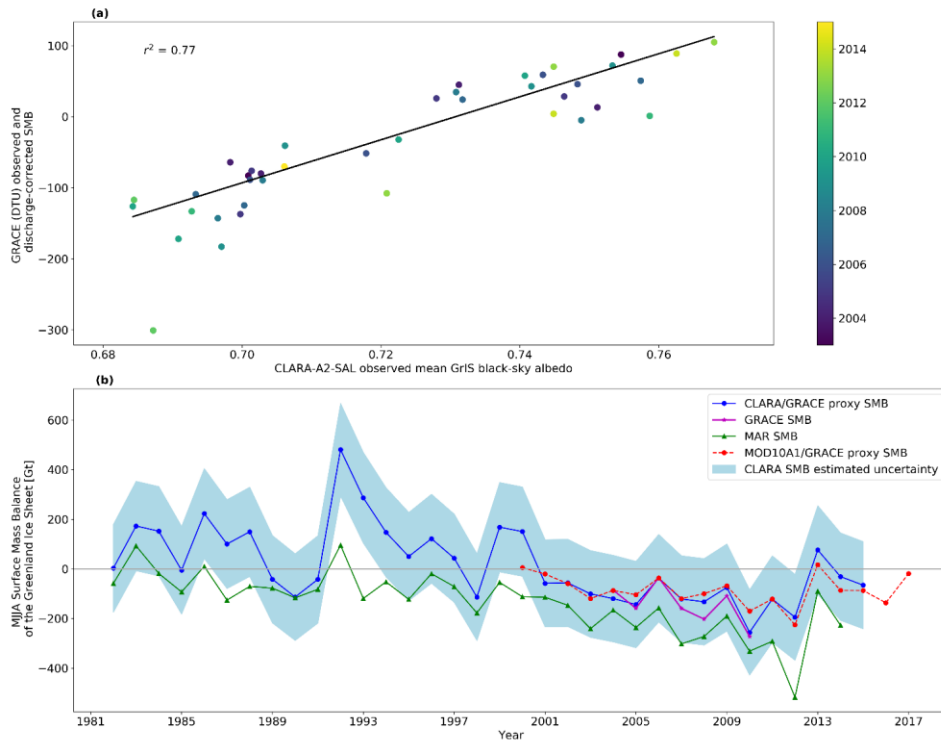 (a)
r² = 0.77
GRACE (DTU) observed and
discharge-corrected SMB
100
0
−100
−200
−300
0.68
0.70
0.72
0.74
0.76
CLARA-A2-SAL observed mean GrIS black-sky albedo
2014
2012
2010
2008
2006
2004
(b)
CLARA/GRACE proxy SMB
GRACE SMB
MAR SMB
MOD10A1/GRACE proxy SMB
CLARA SMB estimated uncertainty
MJJA Surface Mass Balance
of the Greenland Ice Sheet [Gt]
600
400
200
0
−200
−400
1981
1985
1989
1993
1997
2001
2005
2009
2013
2017
Year